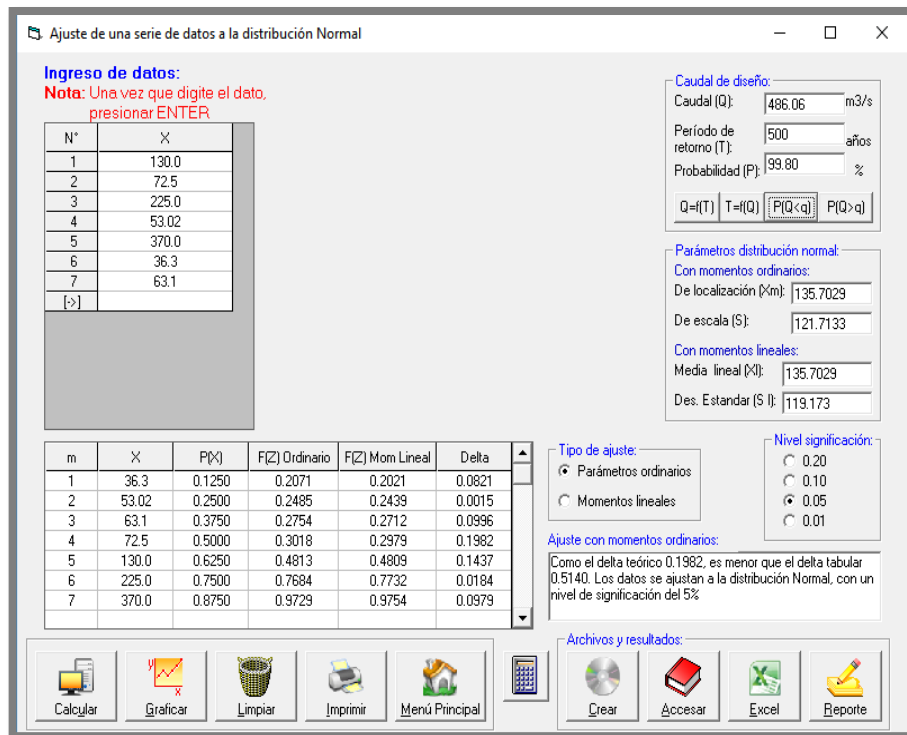 Ajuste de una serie de datos a la distribución Normal
Ingreso de datos:
Nota: Una vez que digite el dato,
presionar ENTER
N° X
1 130.0
2 72.5
3 225.0
4 53.02
5 370.0
6 36.3
7 63.1
[->]
Caudal de diseño:
Caudal (Q): 486.06 m3/s
Período de
retorno (T): 500 años
Probabilidad (P): 99.80 %
Q=f(T) T=f(Q) P(Q<q) P(Q>q)
Parámetros distribución normal:
Con momentos ordinarios:
De localización (Xm): 135.7029
De escala (S): 121.7133
Con momentos lineales:
Media lineal (Xl): 135.7029
Des. Estandar (S l): 119.173
m X P(X) F(Z) Ordinario F(Z) Mom Lineal Delta
1 36.3 0.1250 0.2071 0.2021 0.0821
2 53.02 0.2500 0.2485 0.2439 0.0015
3 63.1 0.3750 0.2754 0.2712 0.0996
4 72.5 0.5000 0.3018 0.2979 0.1982
5 130.0 0.6250 0.4813 0.4809 0.1437
6 225.0 0.7500 0.7684 0.7732 0.0184
7 370.0 0.8750 0.9729 0.9754 0.0979
Tipo de ajuste:
Parámetros ordinarios
Momentos lineales
Nivel significación:
0.20
0.10
0.05
0.01
Ajuste con momentos ordinarios:
Como el delta teórico 0.1982, es menor que el delta tabular
0.5140. Los datos se ajustan a la distribución Normal, con un
nivel de significación del 5%
Calcular Graficar Limpiar Imprimir Menú Principal
Archivos y resultados:
Crear Accesar Excel Reporte